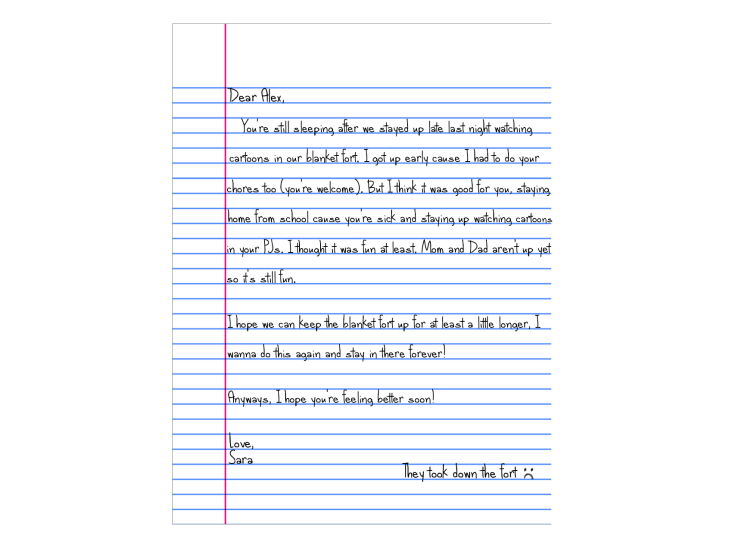 Dear Alex,
You're still sleeping after we stayed up late last night watching
cartoons in our blanket fort. I got up early cause I had to do your
chores too (you're welcome). But I think it was good for you, staying
home from school cause you're sick and staying up watching cartoons
in your PJs. I thought it was fun at least. Mom and Dad aren't up yet
so it's still fun.
I hope we can keep the blanket fort up for at least a little longer, I
wanna do this again and stay in there forever!
Anyways, I hope you're feeling better soon!
Love,
Sara
They took down the fort :(